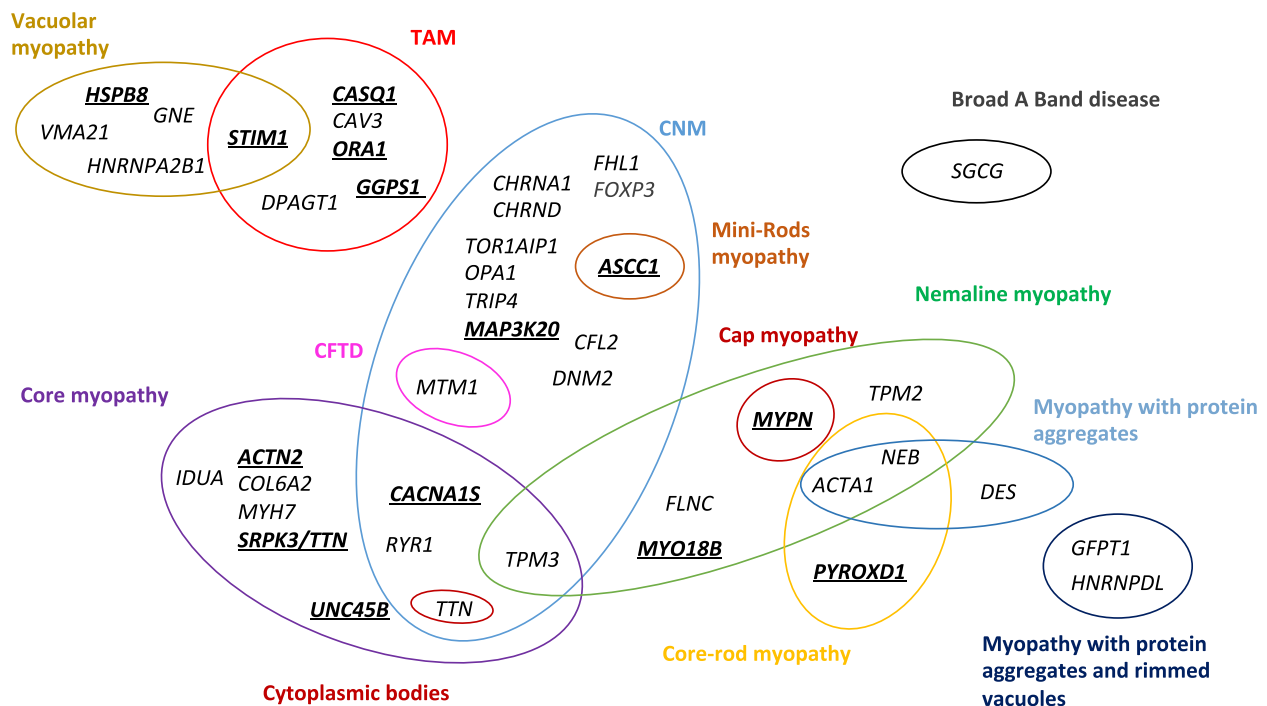 Vacuolar
myopathy
TAM
HSPB8
GNE
VMA21
HNRNPA2B1
STIM1
CASQ1
CAV3
ORA1
GGPS1
DPAGT1
Broad A Band disease
SGCG
CNM
FHL1
FOXP3
CHRNA1
CHRND
TOR1AIP1
OPA1
TRIP4
MAP3K20
ASCC1
CFL2
DNM2
Mini-Rods
myopathy
Nemaline myopathy
Cap myopathy
CFTD
MTM1
Core myopathy
MYPN
TPM2
Myopathy with protein
aggregates
NEB
ACTA1
DES
IDUA
ACTN2
COL6A2
MYH7
SRPK3/TTN
CACNA1S
RYR1
TPM3
UNC45B
TTN
FLNC
MYO18B
PYROXD1
GFPT1
HNRNPDL
Core-rod myopathy
Cytoplasmic bodies
Myopathy with protein
aggregates and rimmed
vacuoles